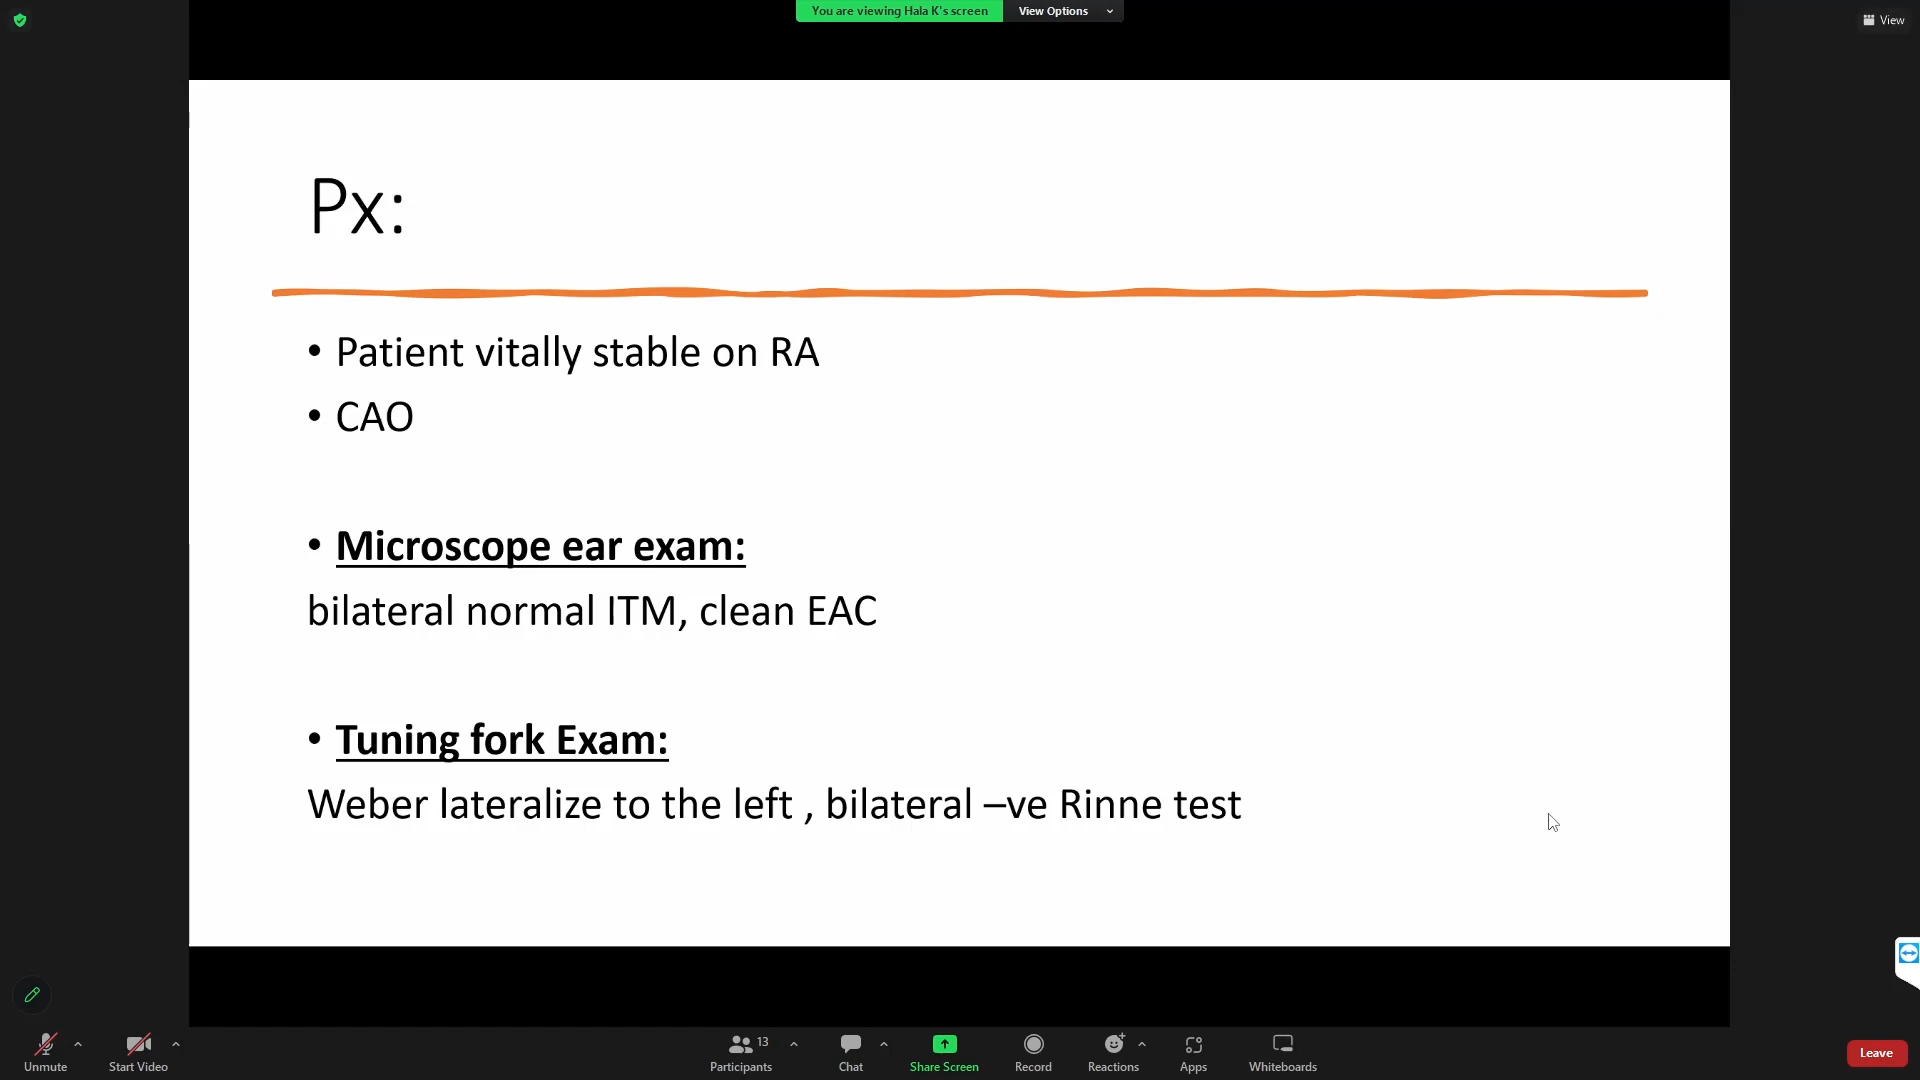 You are viewing Hala K's screen
View Options
View
Px:
• Patient vitally stable on RA
• CAO
• Microscope ear exam:
bilateral normal ITM, clean EAC
• Tuning fork Exam:
Weber lateralize to the left , bilateral –ve Rinne test
Unmute
Start Video
13
Participants
Chat
Share Screen
Record
Reactions
Apps
Whiteboards
Leave